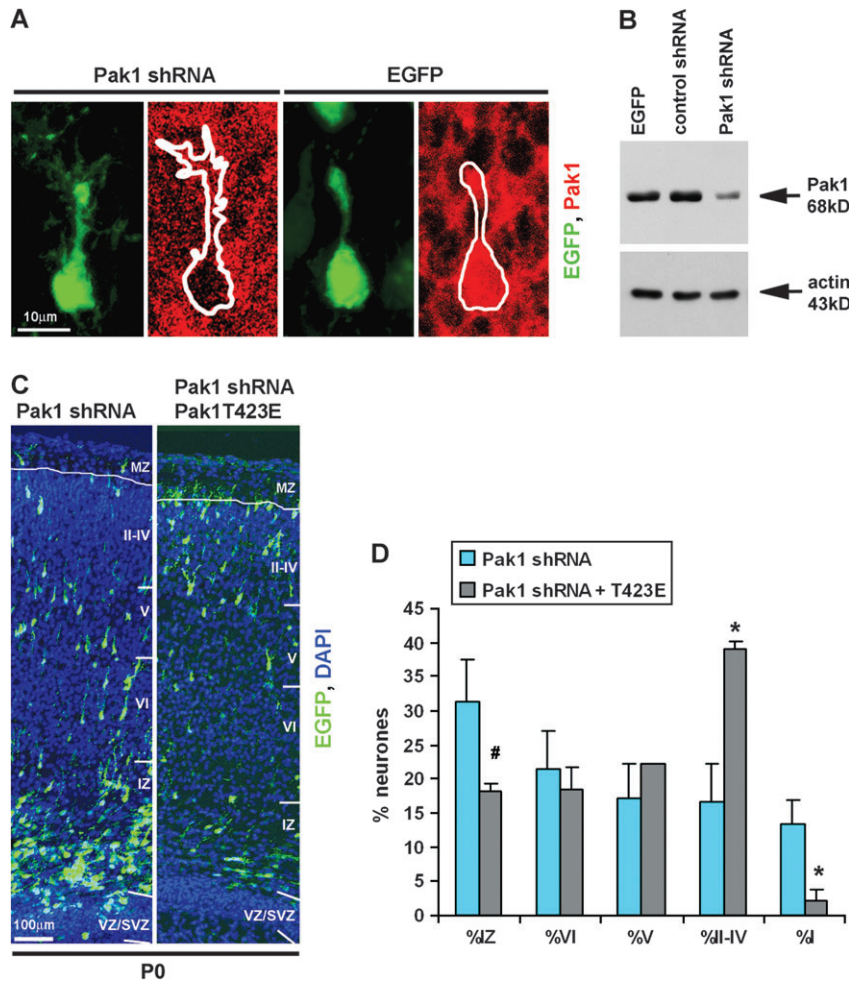 A
Pak1 shRNA
EGFP
10µm
EGFP, Pak1
B
EGFP
control shRNA
Pak1 shRNA
Pak1
68kD
actin
43kD
C
Pak1 shRNA
Pak1 shRNA
Pak1T423E
MZ
II-IV
V
VI
IZ
VZ/SVZ
100µm
MZ
II-IV
V
VI
IZ
VZ/SVZ
EGFP, DAPI
P0
D
Pak1 shRNA
Pak1 shRNA + T423E
% neurones
45
40
35
30
25
20
15
10
5
0
#
*
*
%IZ
%VI
%V
%II-IV
%I